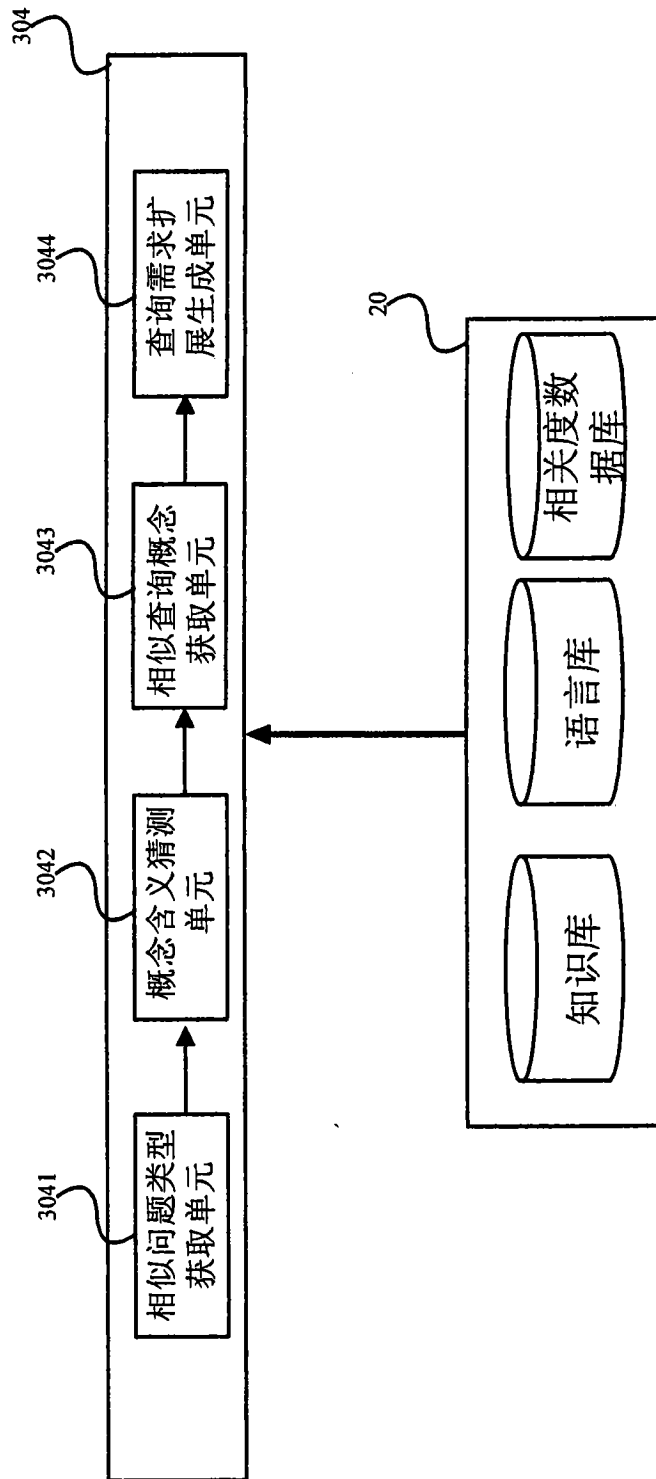 304
3041
相似问题类型
获取单元
3042
概念含义猜测
单元
3043
相似查询概念
获取单元
3044
查询需求扩
展生成单元
20
知识库
语言库
相关度数
据库